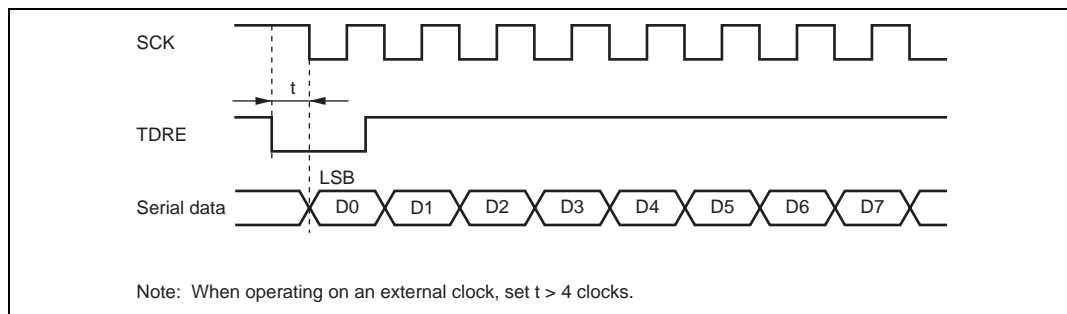 SCK
t
TDRE
LSB
Serial data D0 D1 D2 D3 D4 D5 D6 D7
Note: When operating on an external clock, set t > 4 clocks.